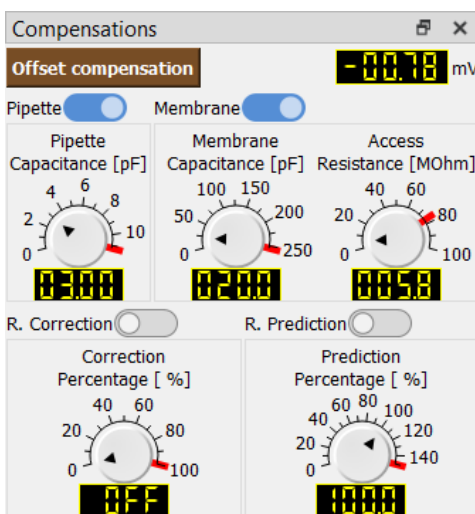 Compensations
Offset compensation -00.78 mV
Pipette Membrane
Pipette Capacitance [pF]
0 2 4 6 8 10
03.00
Membrane Capacitance [pF]
0 50 100 150 200 250
020.0
Access Resistance [MOhm]
0 20 40 60 80 100
005.8
R. Correction R. Prediction
Correction
Percentage [ %]
0 20 40 60 80 100
OFF
Prediction
Percentage [ %]
0 20 40 60 80 100 120 140
100.0